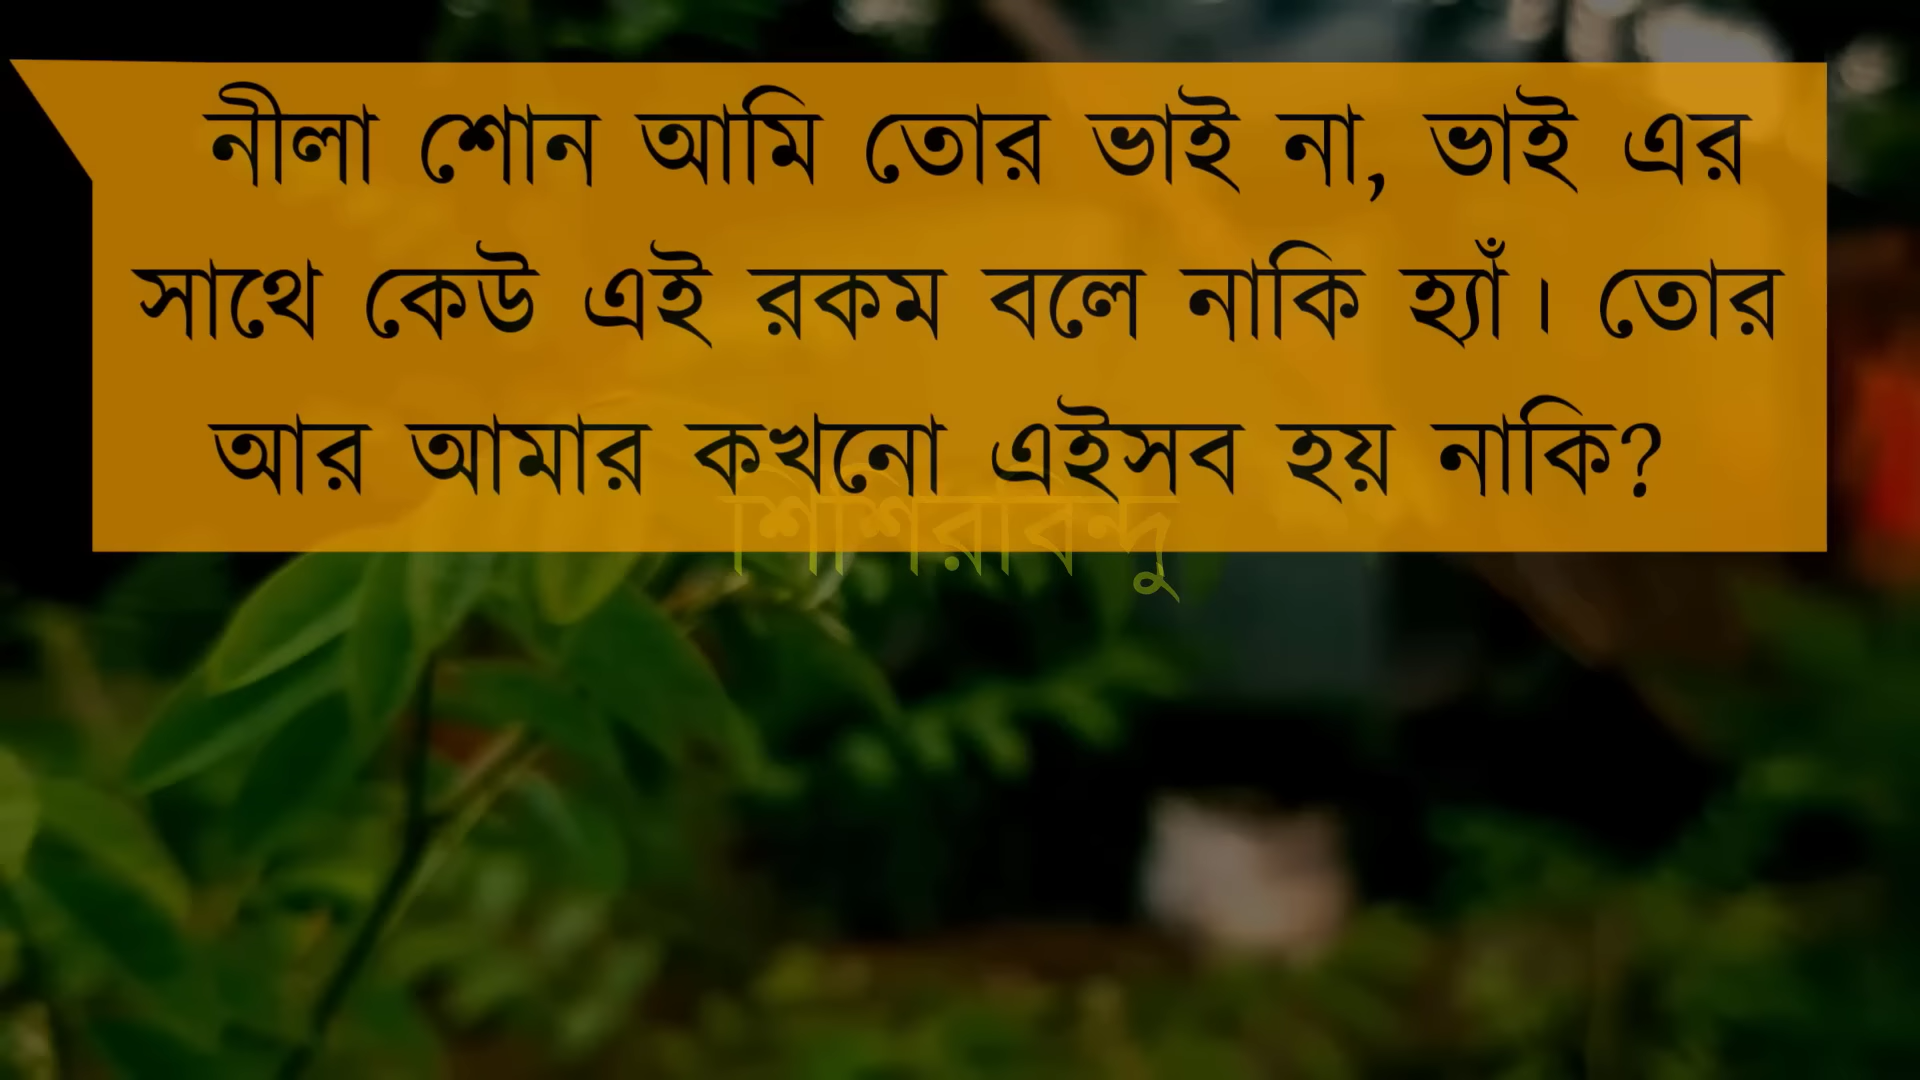 নীলা শোন আমি তোর ভাই না, ভাই এর
সাথে কেউ এই রকম বলে নাকি হ্যাঁ। তোর
আর আমার কখনো এইসব হয় নাকি?
শিশিরবিন্দু